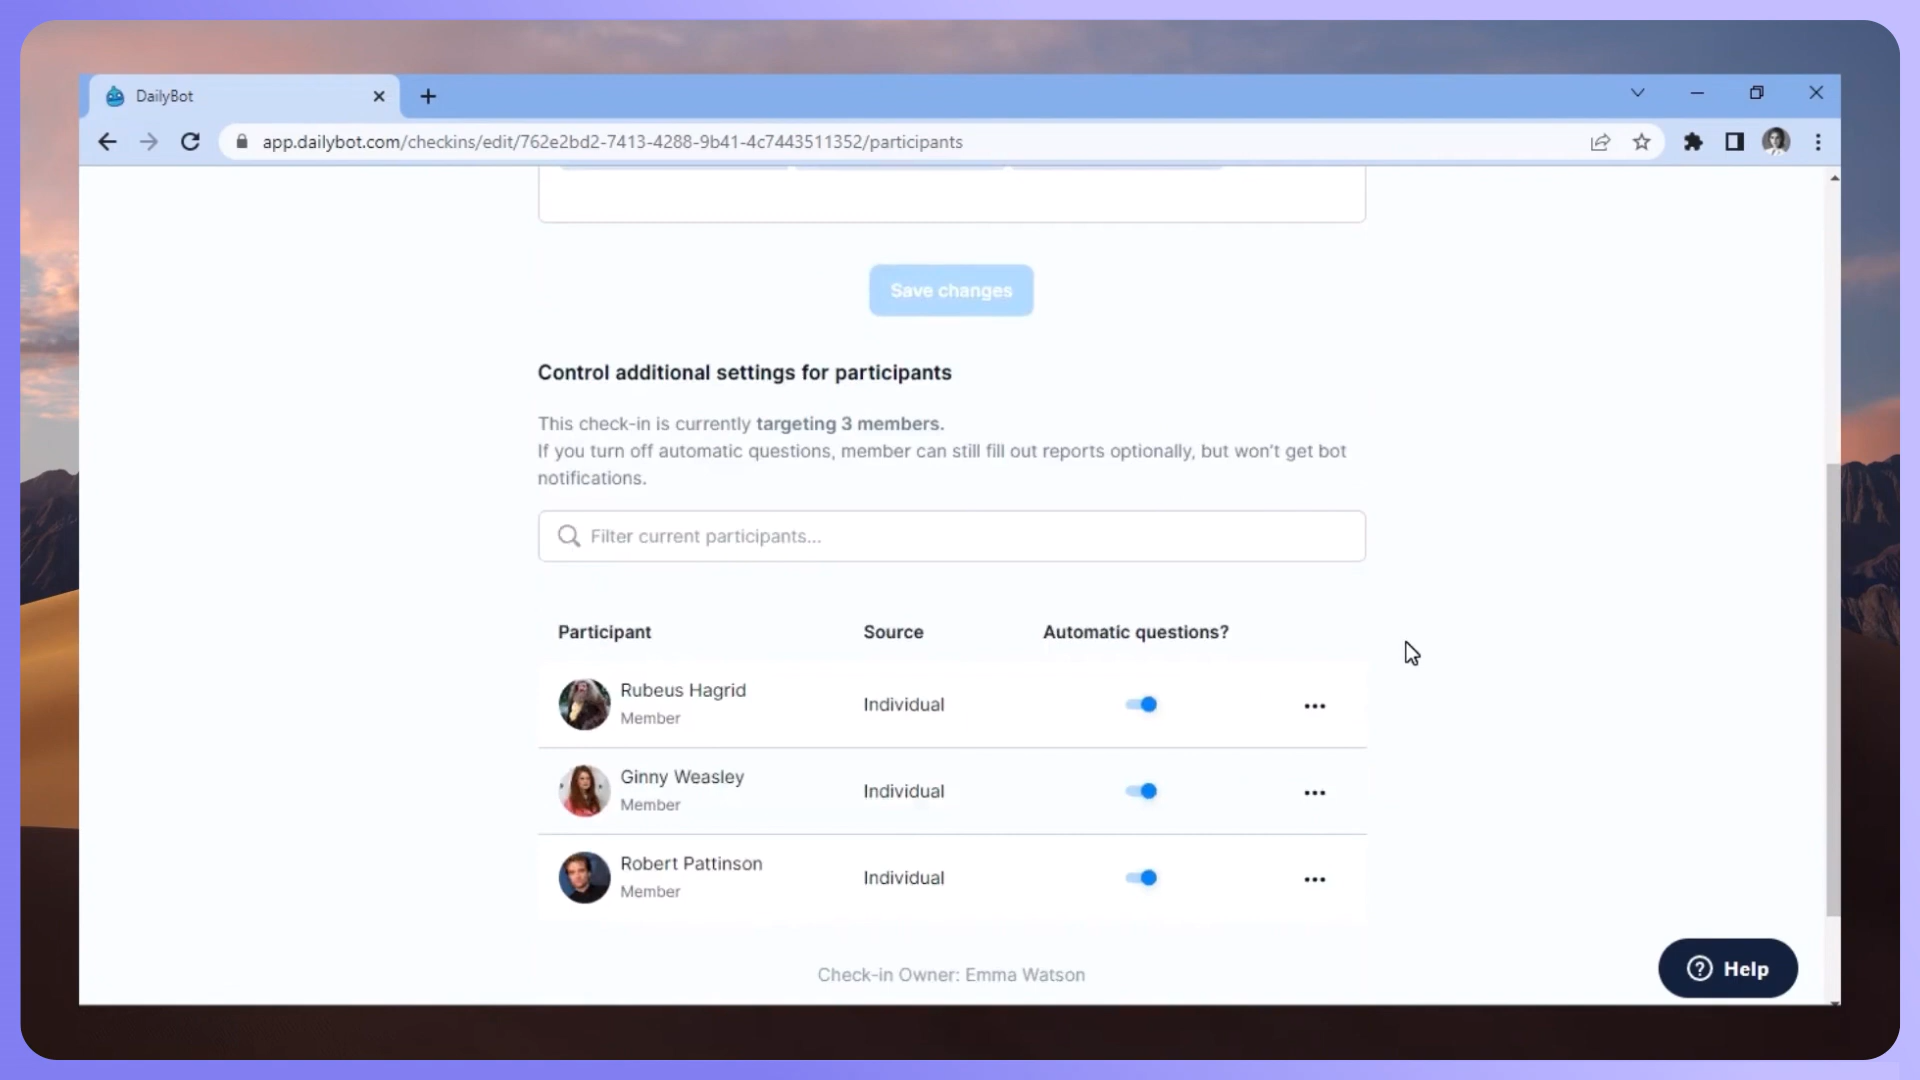 DailyBot
app.dailybot.com/checkins/edit/762e2bd2-7413-4288-9b41-4c7443511352/participants
Save changes
Control additional settings for participants
This check-in is currently targeting 3 members.
If you turn off automatic questions, member can still fill out reports optionally, but won't get bot
notifications.
Filter current participants...
Participant Source Automatic questions?
Rubeus Hagrid
Member
Individual
Ginny Weasley
Member
Individual
Robert Pattinson
Member
Individual
Check-in Owner: Emma Watson
Help